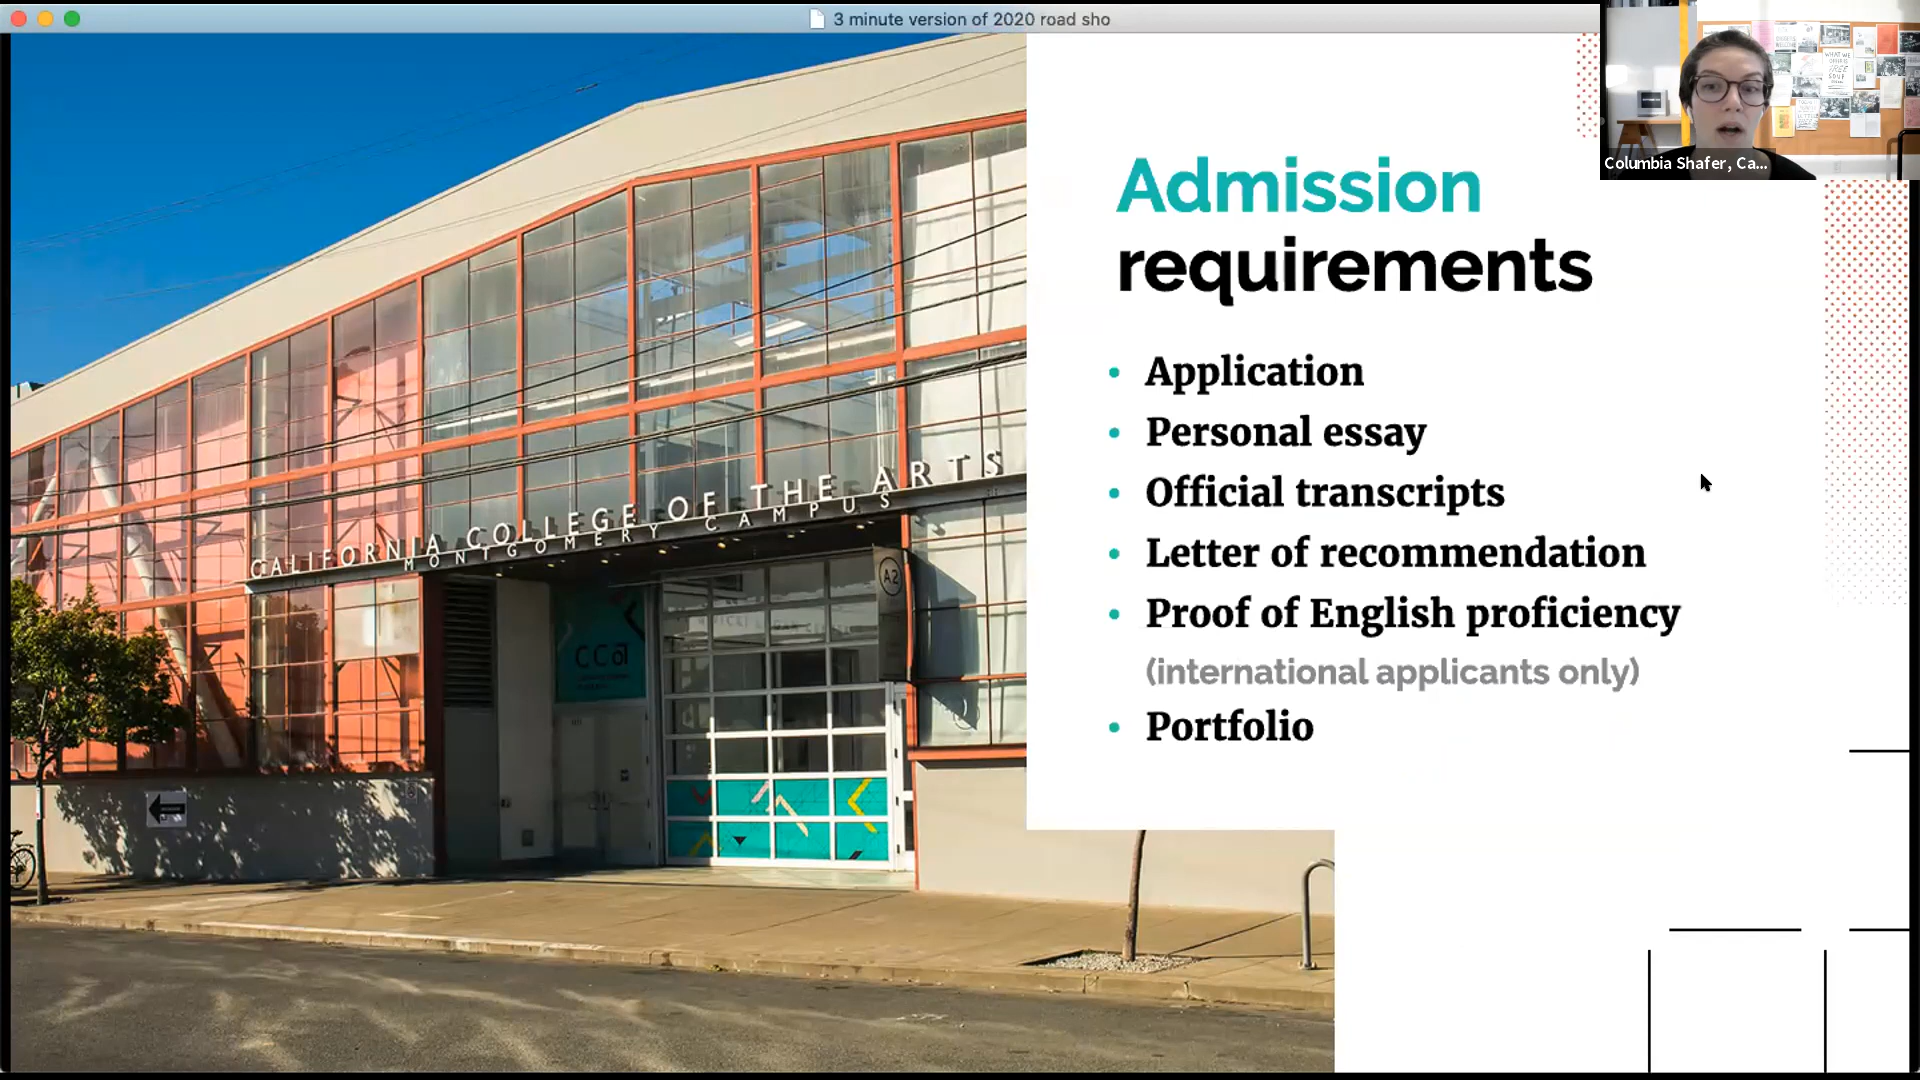 3 minute version of 2020 road sho
Columbia Shafer, Ca...
Admission
requirements
• Application
• Personal essay
• Official transcripts
• Letter of recommendation
• Proof of English proficiency
(international applicants only)
• Portfolio
CALIFORNIA COLLEGE OF THE ARTS
MONTGOMERY CAMPUS
A2
cca